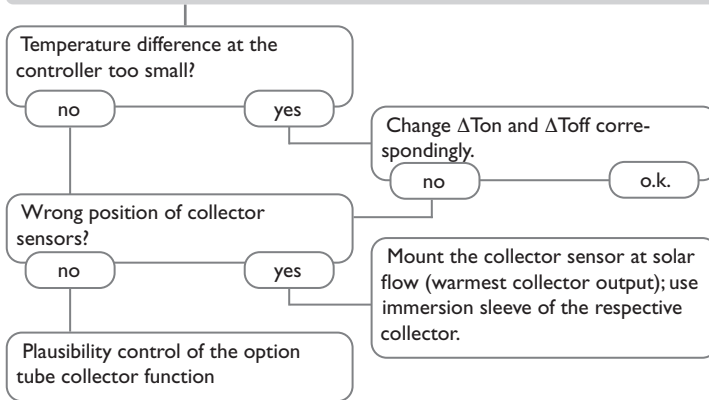 Temperature difference at the
controller too small?
no
yes
Change ΔTon and ΔToff corre-
spondingly.
no
o.k.
Wrong position of collector
sensors?
no
yes
Mount the collector sensor at solar
flow (warmest collector output); use
immersion sleeve of the respective
collector.
Plausibility control of the option
tube collector function